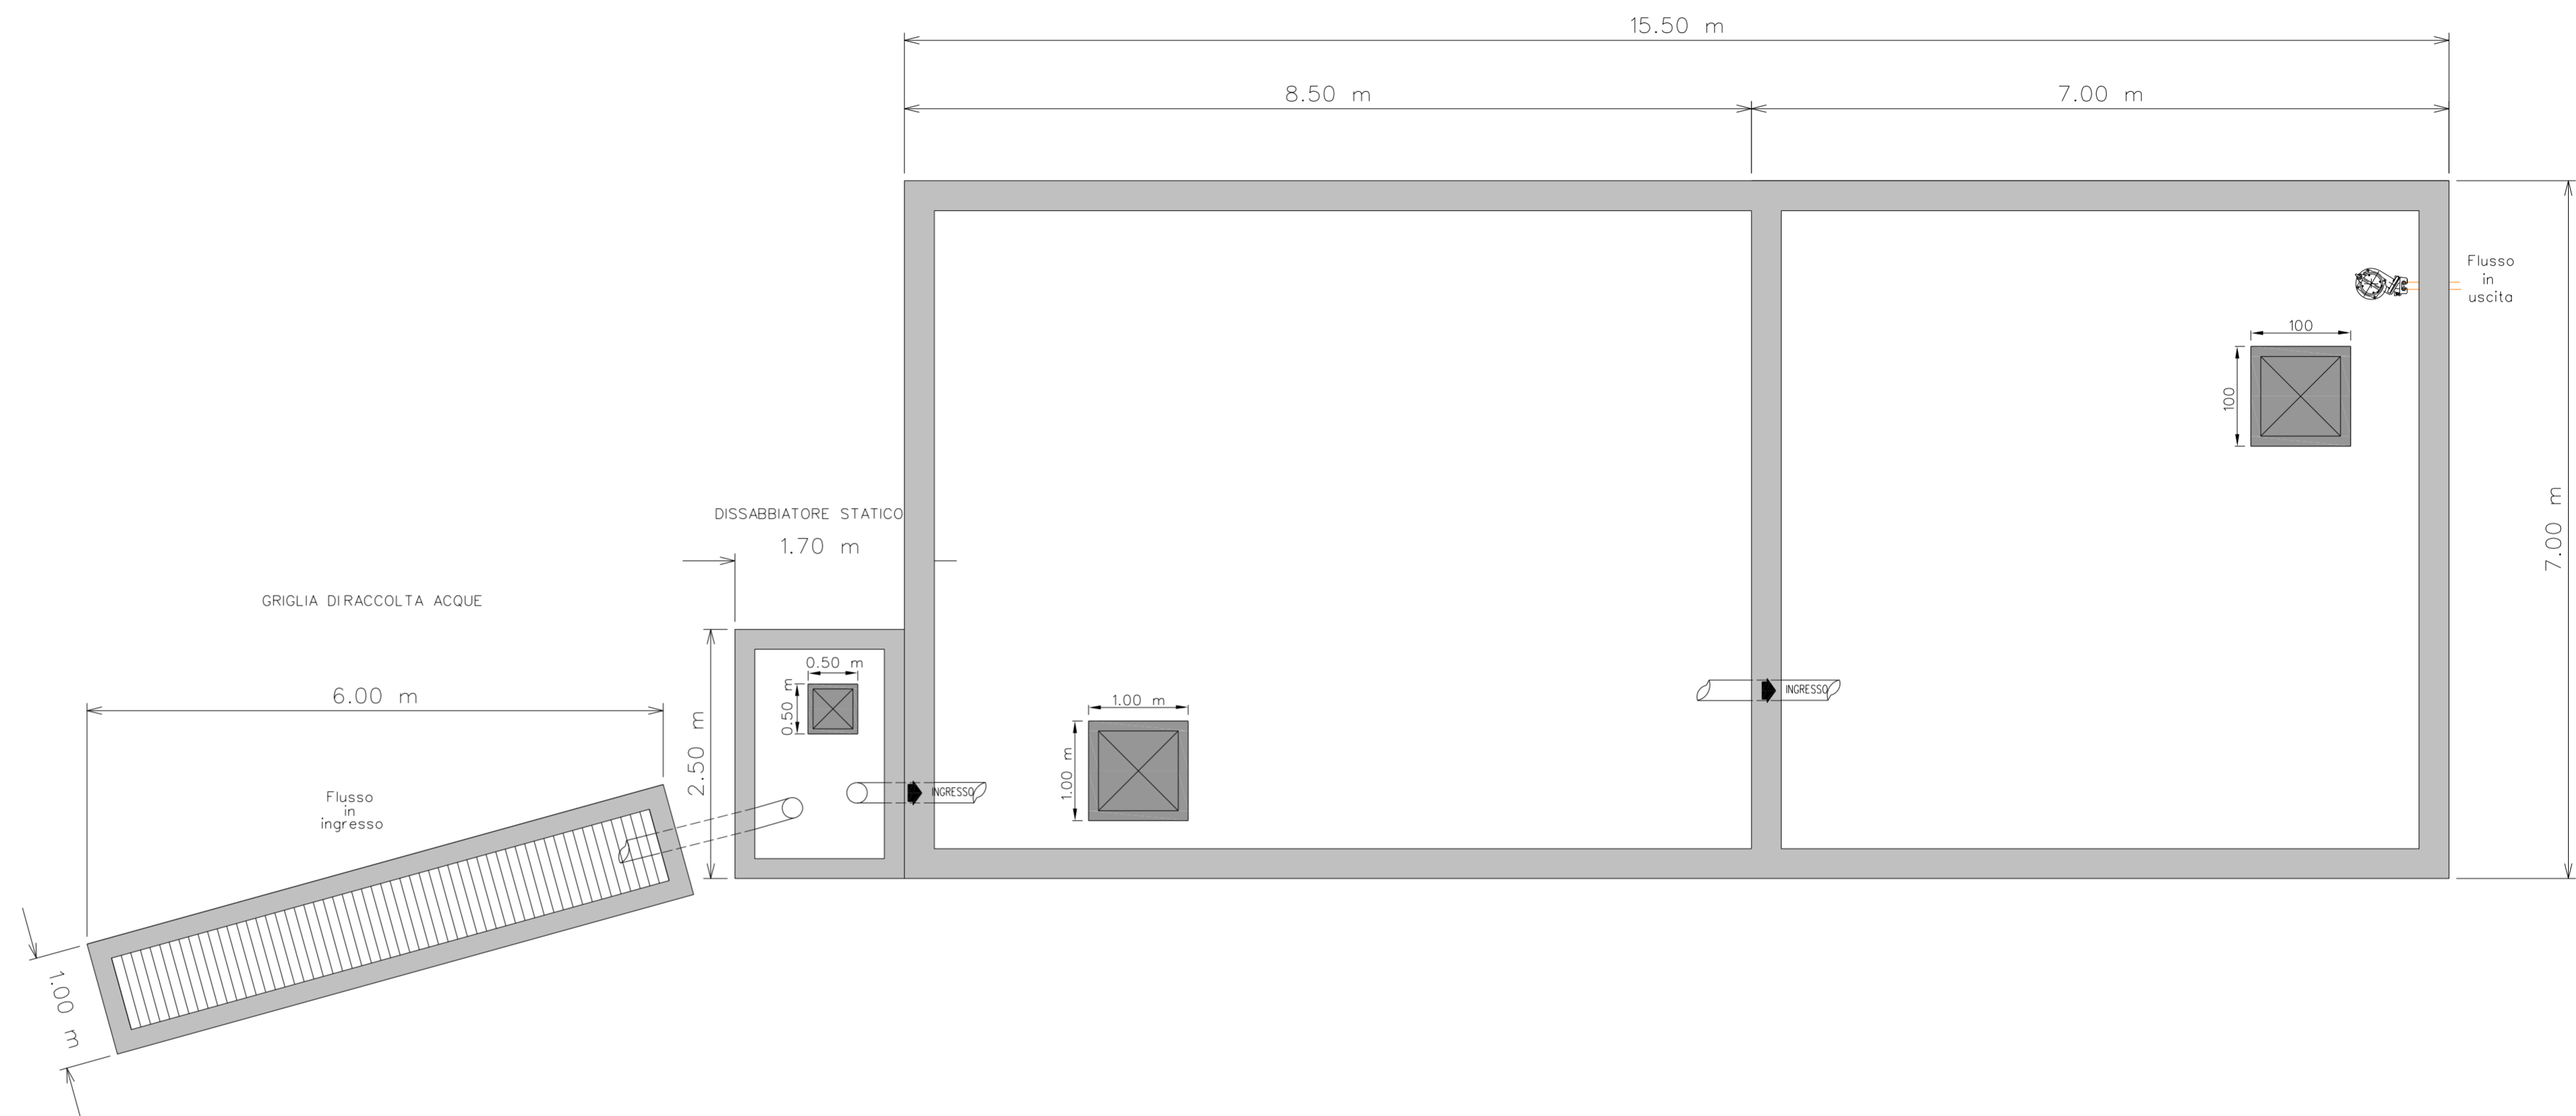 15.50 m
8.50 m
7.00 m
Flusso
in
uscita
100
100
7.00 m
DISSABBIATORE STATICO
1.70 m
GRIGLIA DI RACCOLTA ACQUE
0.50 m
0.50 m
6.00 m
2.50 m
1.00 m
1.00 m
INGRESSO
INGRESSO
Flusso
in
ingresso
1.00 m